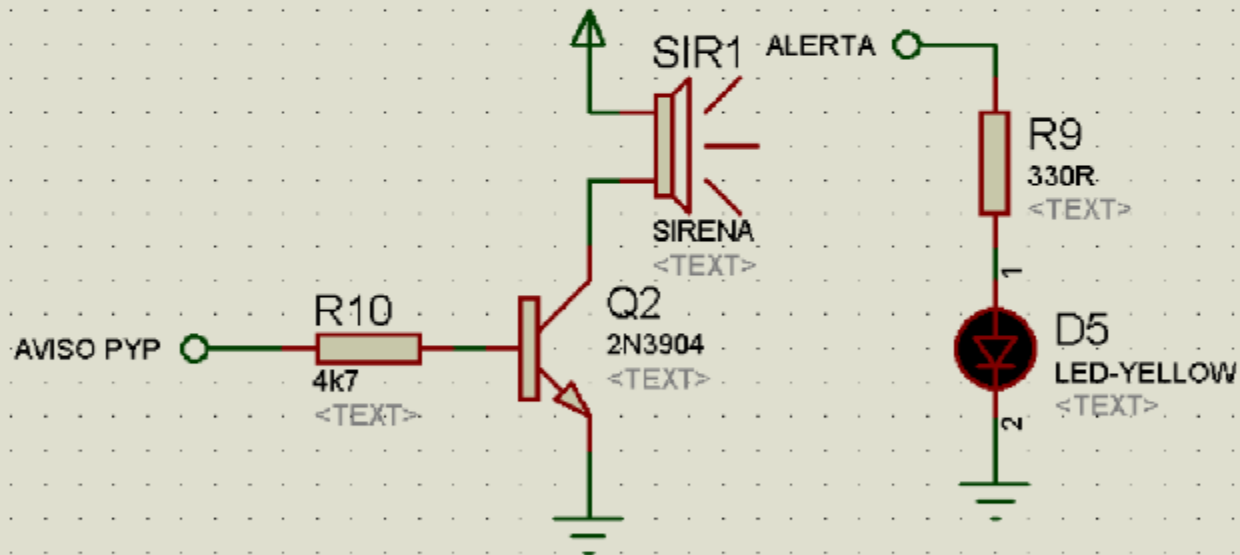 SIR1
SIRENA
<TEXT>
ALERTA
R9
330R
<TEXT>
1
D5
LED-YELLOW
<TEXT>
2
AVISO PYP
R10
4k7
<TEXT>
Q2
2N3904
<TEXT>